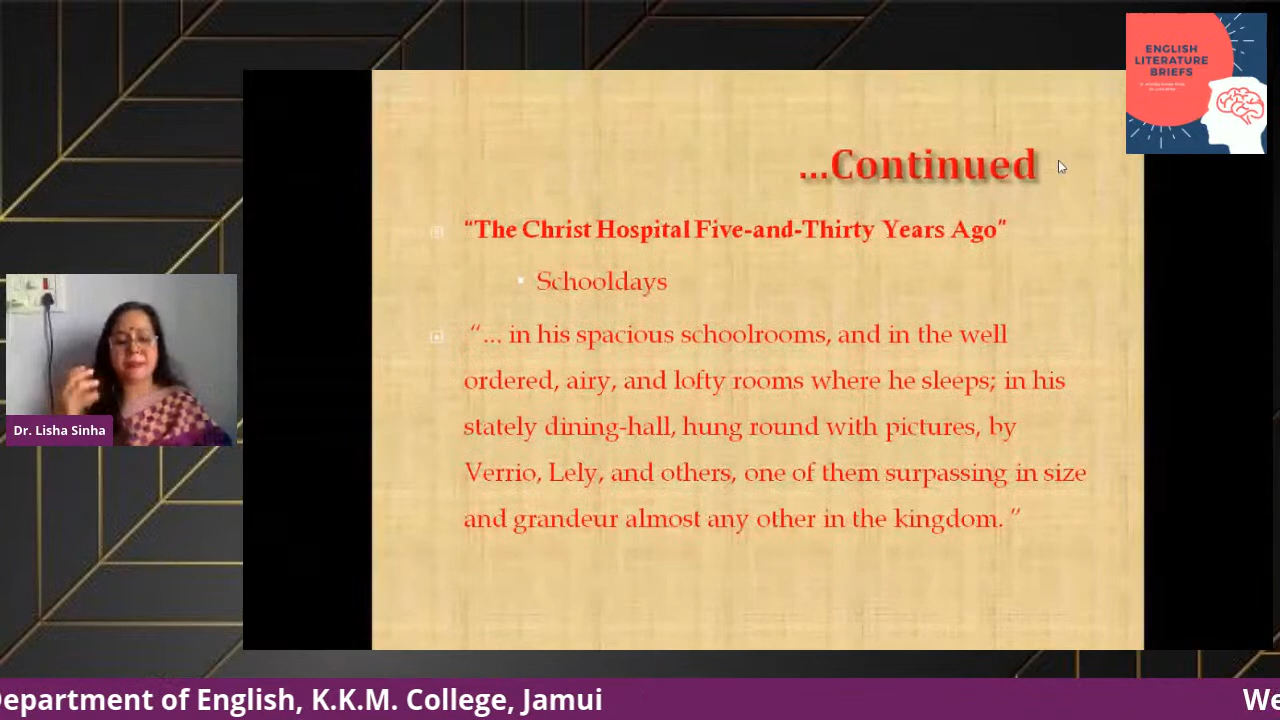 ENGLISH
LITERATURE
BRIEFS
...Continued
“The Christ Hospital Five-and-Thirty Years Ago”
Schooldays
“... in his spacious schoolrooms, and in the well
ordered, airy, and lofty rooms where he sleeps; in his
stately dining-hall, hung round with pictures, by
Verrio, Lely, and others, one of them surpassing in size
and grandeur almost any other in the kingdom. ”
Dr. Lisha Sinha
epartment of English, K.K.M. College, Jamui
We